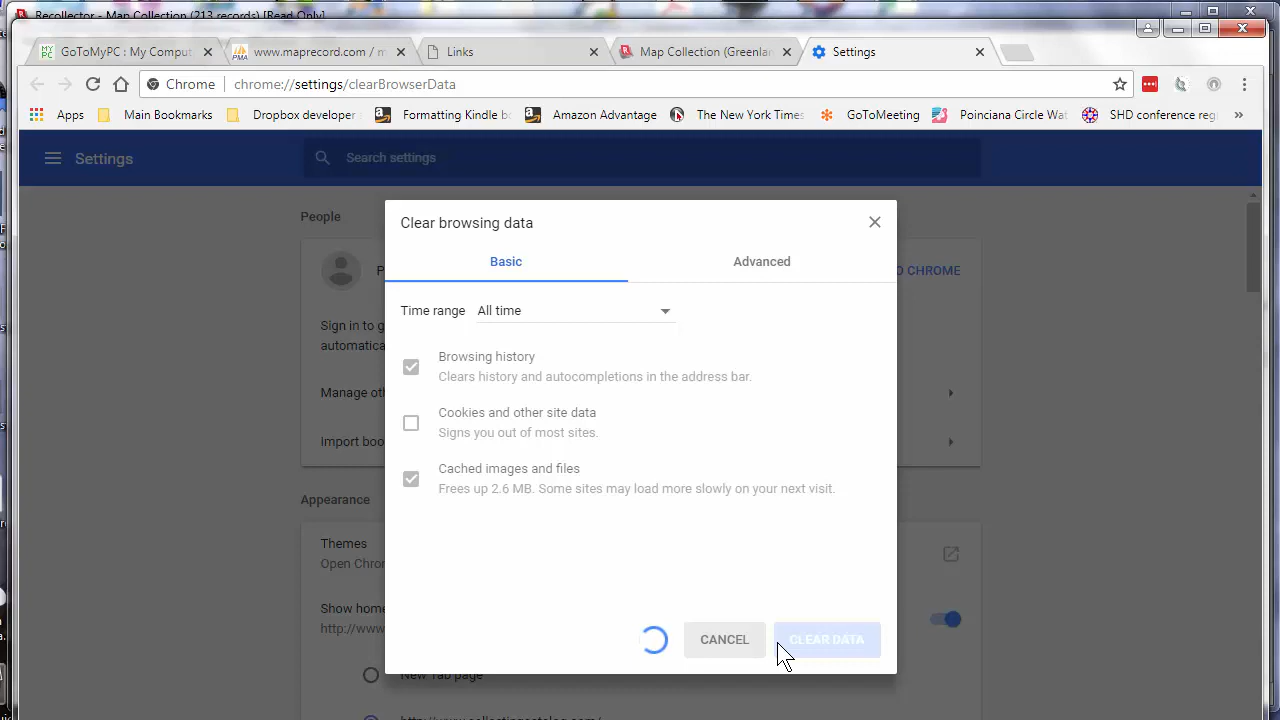 Recollector - Map Collection (213 records) [Read Only]
GoToMyPC : My Comput
www.maprecord.com / m
Links
Map Collection (Greenlan
Settings
Chrome
chrome://settings/clearBrowserData
Apps
Main Bookmarks
Dropbox developer
Formatting Kindle b
Amazon Advantage
The New York Times
GoToMeeting
Poinciana Circle Wat
SHD conference reg
»
Settings
Search settings
People
Clear browsing data
Basic
Advanced
P
O CHROME
Time range
All time
Sign in to g
automatica
Browsing history
Clears history and autocompletions in the address bar.
Manage oth
Cookies and other site data
Signs you out of most sites.
Import boo
Cached images and files
Frees up 2.6 MB. Some sites may load more slowly on your next visit.
Appearance
Themes
Open Chro
Show home
http://www
CANCEL
CLEAR DATA
New Tab page